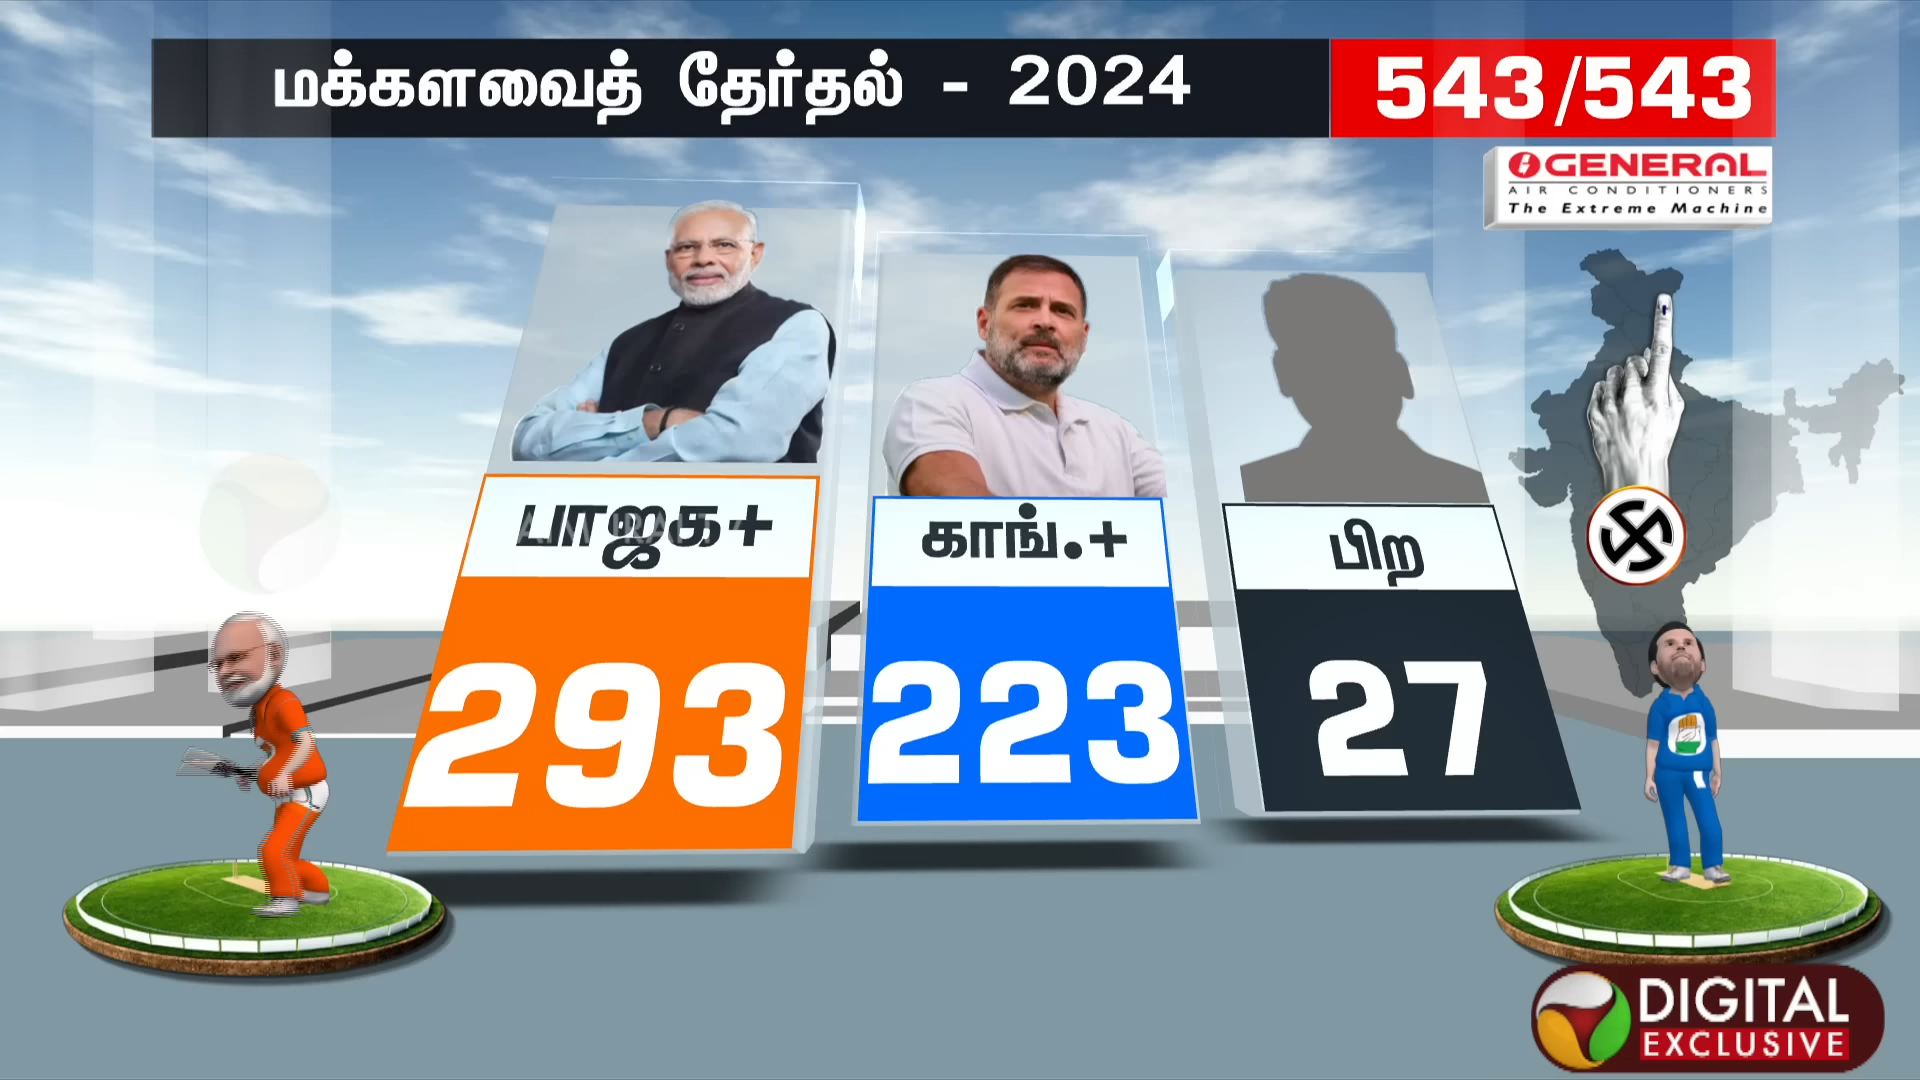 மக்களவைத் தேர்தல் - 2024
543/543
GENERAL
AIR CONDITIONERS
The Extreme Machine
பாஜக+
293
காங்.+
223
பிற
27
DIGITAL
EXCLUSIVE